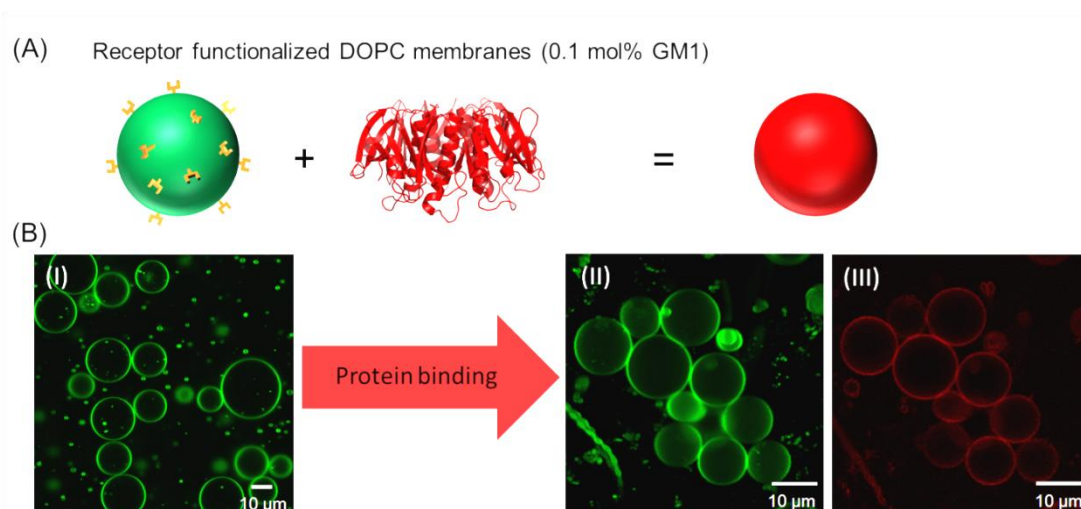 (A) Receptor functionalized DOPC membranes (0.1 mol% GM1)
+ =
(B)
(I) (II) (III)
Protein binding
10 µm 10 µm 10 µm